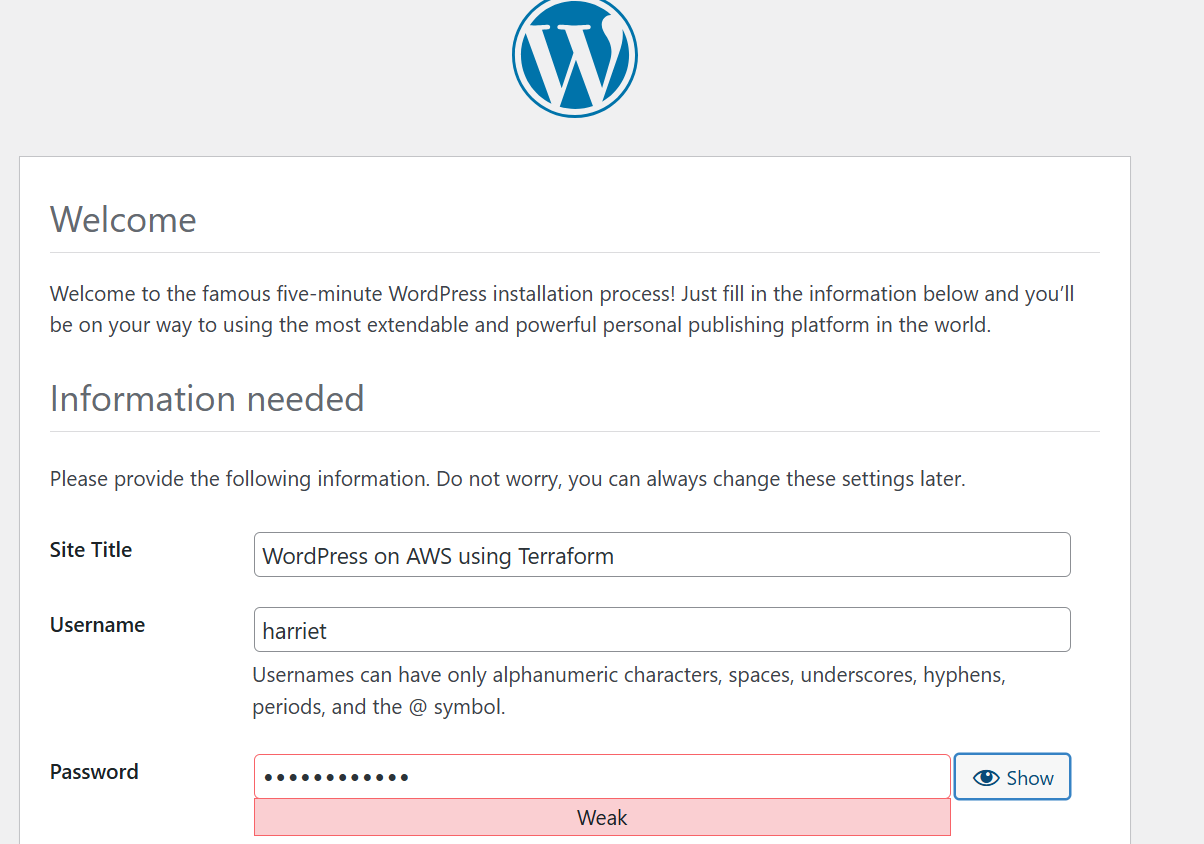 Welcome
Welcome to the famous five-minute WordPress installation process! Just fill in the information below and you’ll
be on your way to using the most extendable and powerful personal publishing platform in the world.
Information needed
Please provide the following information. Do not worry, you can always change these settings later.
Site Title
WordPress on AWS using Terraform
Username
harriet
Usernames can have only alphanumeric characters, spaces, underscores, hyphens,
periods, and the @ symbol.
Password
••••••••••••
Show
Weak